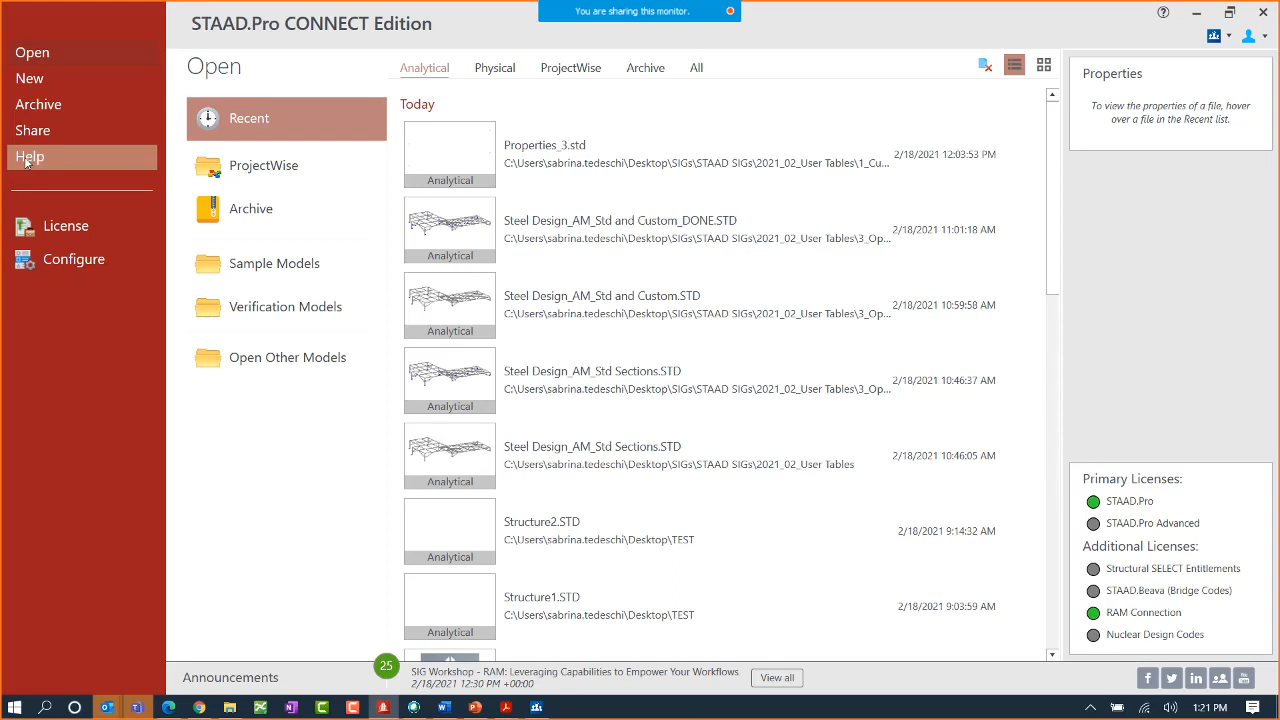 You are sharing this monitor.
STAAD.Pro CONNECT Edition
Open
New
Archive
Share
Help
License
Configure
Open
Recent
ProjectWise
Archive
Sample Models
Verification Models
Open Other Models
Analytical
Physical
ProjectWise
Archive
All
Today
Properties_3.std
C:\Users\sabrina.tedeschi\Desktop\SIGs\STAAD SIGs\2021_02_User Tables\1_Cu...
2/18/2021 12:03:53 PM
Analytical
Steel Design_AM_Std and Custom_DONE.STD
C:\Users\sabrina.tedeschi\Desktop\SIGs\STAAD SIGs\2021_02_User Tables\3_Op...
2/18/2021 11:01:18 AM
Analytical
Steel Design_AM_Std and Custom.STD
C:\Users\sabrina.tedeschi\Desktop\SIGs\STAAD SIGs\2021_02_User Tables\3_Op...
2/18/2021 10:59:58 AM
Analytical
Steel Design_AM_Std Sections.STD
C:\Users\sabrina.tedeschi\Desktop\SIGs\STAAD SIGs\2021_02_User Tables\3_Op...
2/18/2021 10:46:37 AM
Analytical
Steel Design_AM_Std Sections.STD
C:\Users\sabrina.tedeschi\Desktop\SIGs\STAAD SIGs\2021_02_User Tables
2/18/2021 10:46:05 AM
Analytical
Structure2.STD
C:\Users\sabrina.tedeschi\Desktop\TEST
2/18/2021 9:14:32 AM
Analytical
Structure1.STD
C:\Users\sabrina.tedeschi\Desktop\TEST
2/18/2021 9:03:59 AM
Analytical
Properties
To view the properties of a file, hover
over a file in the Recent list.
Primary Licenses:
STAAD.Pro
STAAD.Pro Advanced
Additional Licenses:
Structural SELECT Entitlements
STAAD.Beava (Bridge Codes)
RAM Connection
Nuclear Design Codes
Announcements
25
SIG Workshop - RAM: Leveraging Capabilities to Empower Your Workflows
2/18/2021 12:30 PM +00:00
View all
1:21 PM